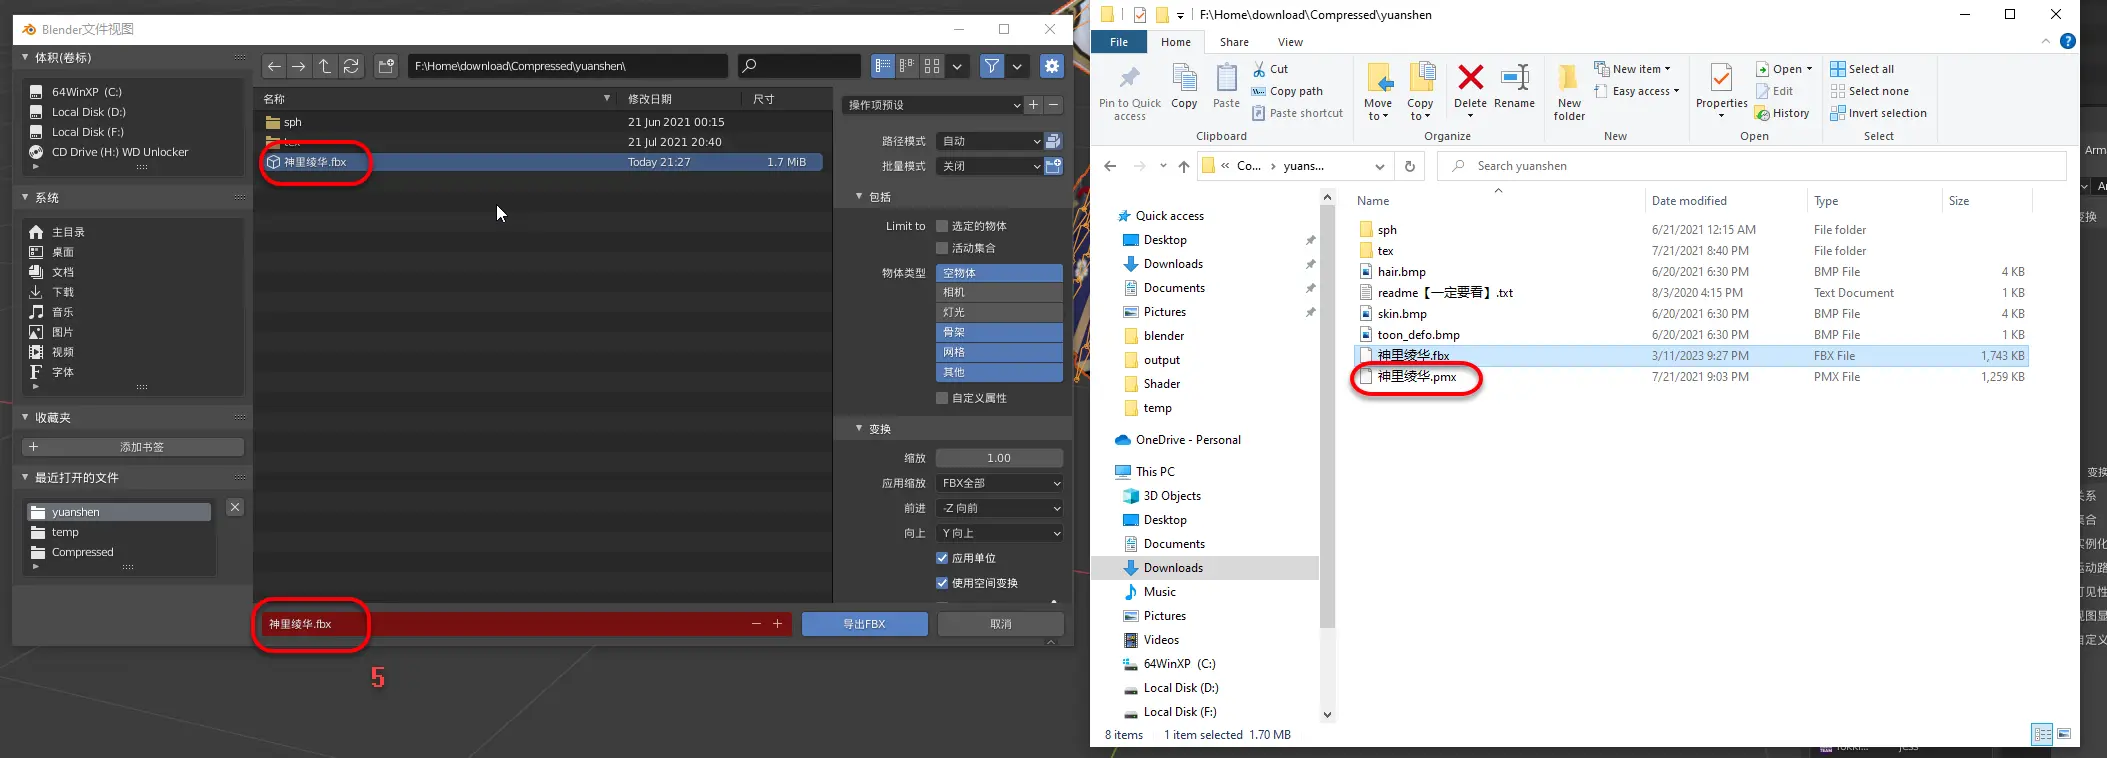 Blender文件视图
体积(卷标)
64WinXP (C:)
Local Disk (D:)
Local Disk (F:)
CD Drive (H:) WD Unlocker
系统
主目录
桌面
文档
下载
音乐
图片
视频
字体
收藏夹
添加书签
最近打开的文件
yuanshen
temp
Compressed
F:\Home\download\Compressed\yuanshen\
名称 修改日期 尺寸
sph 21 Jun 2021 00:15
tex 21 Jul 2021 20:40
神里绫华.fbx Today 21:27 1.7 MiB
操作项预设
路径模式 自动
批量模式 关闭
包括
Limit to 选定的物体
活动集合
物体类型 空物体
相机
灯光
骨架
网格
其他
自定义属性
变换
缩放 1.00
应用缩放 FBX全部
前进 -Z 向前
向上 Y 向上
应用单位
使用空间变换
神里绫华.fbx
导出FBX
取消
5
F:\Home\download\Compressed\yuanshen
File Home Share View
Pin to Quick access
Copy
Paste
Cut
Copy path
Paste shortcut
Clipboard
Move to
Copy to
Delete
Rename
Organize
New folder
New item
Easy access
New
Properties
Open
Edit
History
Open
Select all
Select none
Invert selection
Select
« Co... › yuans...
Search yuanshen
Quick access
Desktop
Downloads
Documents
Pictures
blender
output
Shader
temp
OneDrive - Personal
This PC
3D Objects
Desktop
Documents
Downloads
Music
Pictures
Videos
64WinXP (C:)
Local Disk (D:)
Local Disk (F:)
Name Date modified Type Size
sph 6/21/2021 12:15 AM File folder
tex 7/21/2021 8:40 PM File folder
hair.bmp 6/20/2021 6:30 PM BMP File 4 KB
readme【一定要看】.txt 8/3/2020 4:15 PM Text Document 1 KB
skin.bmp 6/20/2021 6:30 PM BMP File 4 KB
toon_defo.bmp 6/20/2021 6:30 PM BMP File 1 KB
神里绫华.fbx 3/11/2023 9:27 PM FBX File 1,743 KB
神里绫华.pmx 7/21/2021 9:03 PM PMX File 1,259 KB
8 items 1 item selected 1.70 MB
Arm
变换
变换